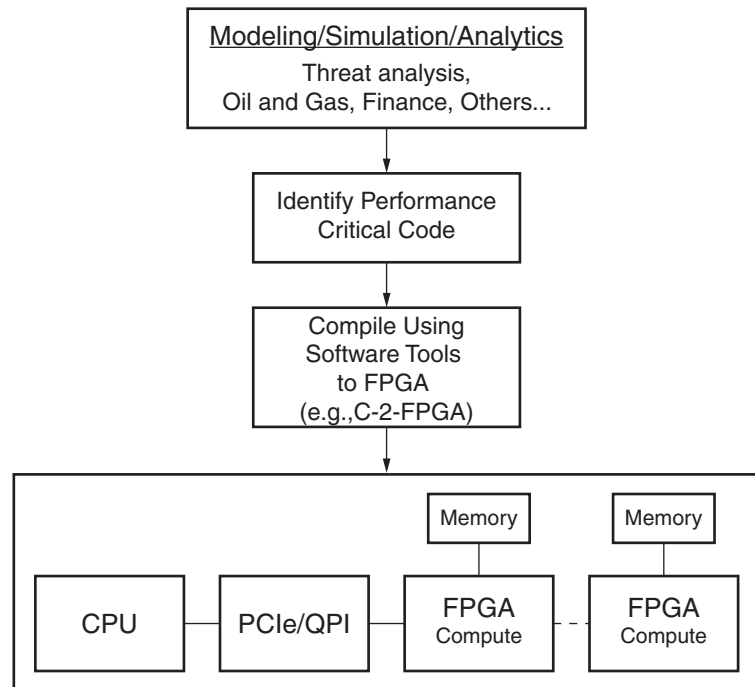 Modeling/Simulation/Analytics
Threat analysis,
Oil and Gas, Finance, Others...
Identify Performance
Critical Code
Compile Using
Software Tools
to FPGA
(e.g.,C-2-FPGA)
Memory
Memory
CPU
PCIe/QPI
FPGA
Compute
FPGA
Compute